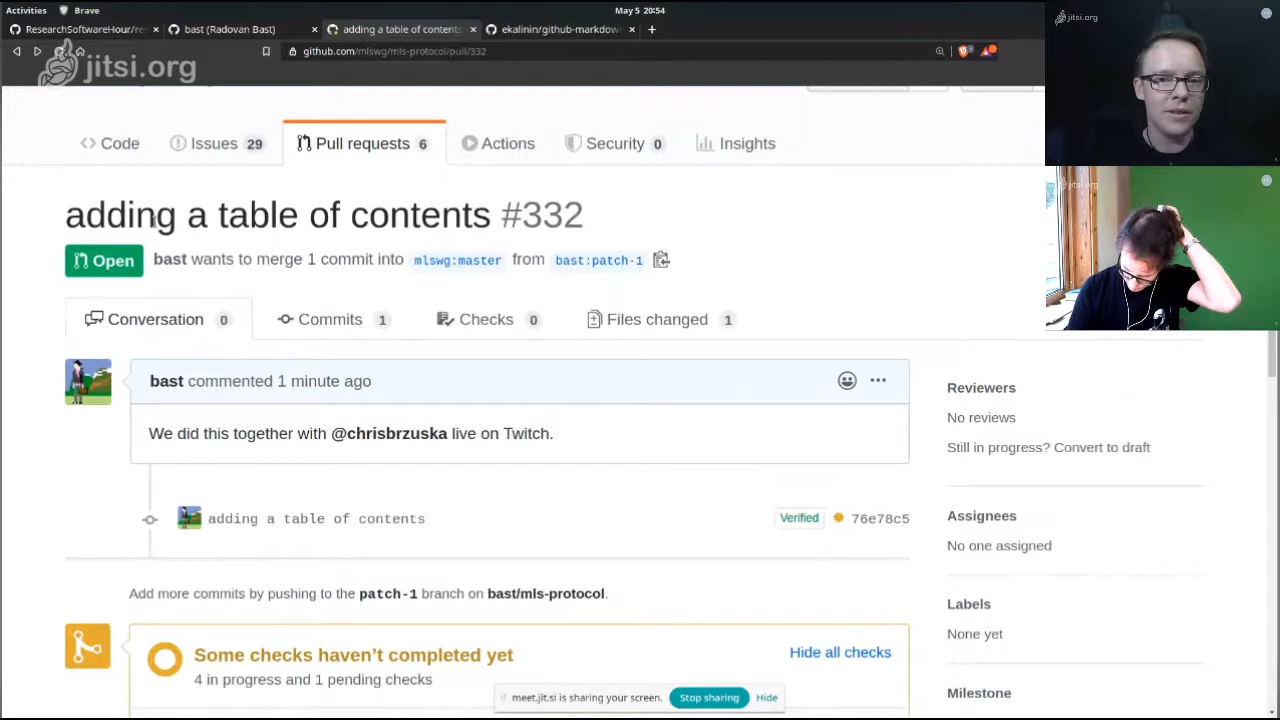 Activities Brave May 5 20:54
ResearchSoftwareHour/re
bast (Radovan Bast)
adding a table of contents
ekalinin/github-markdow
github.com/mlswg/mls-protocol/pull/332
jitsi.org
jitsi.org
jitsi.org
Code Issues 29 Pull requests 6 Actions Security 0 Insights
adding a table of contents #332
Open bast wants to merge 1 commit into mlswg:master from bast:patch-1
Conversation 0 Commits 1 Checks 0 Files changed 1
bast commented 1 minute ago
We did this together with @chrisbrzuska live on Twitch.
adding a table of contents Verified 76e78c5
Add more commits by pushing to the patch-1 branch on bast/mls-protocol.
Some checks haven’t completed yet Hide all checks
4 in progress and 1 pending checks
Reviewers
No reviews
Still in progress? Convert to draft
Assignees
No one assigned
Labels
None yet
Milestone
meet.jit.si is sharing your screen. Stop sharing Hide